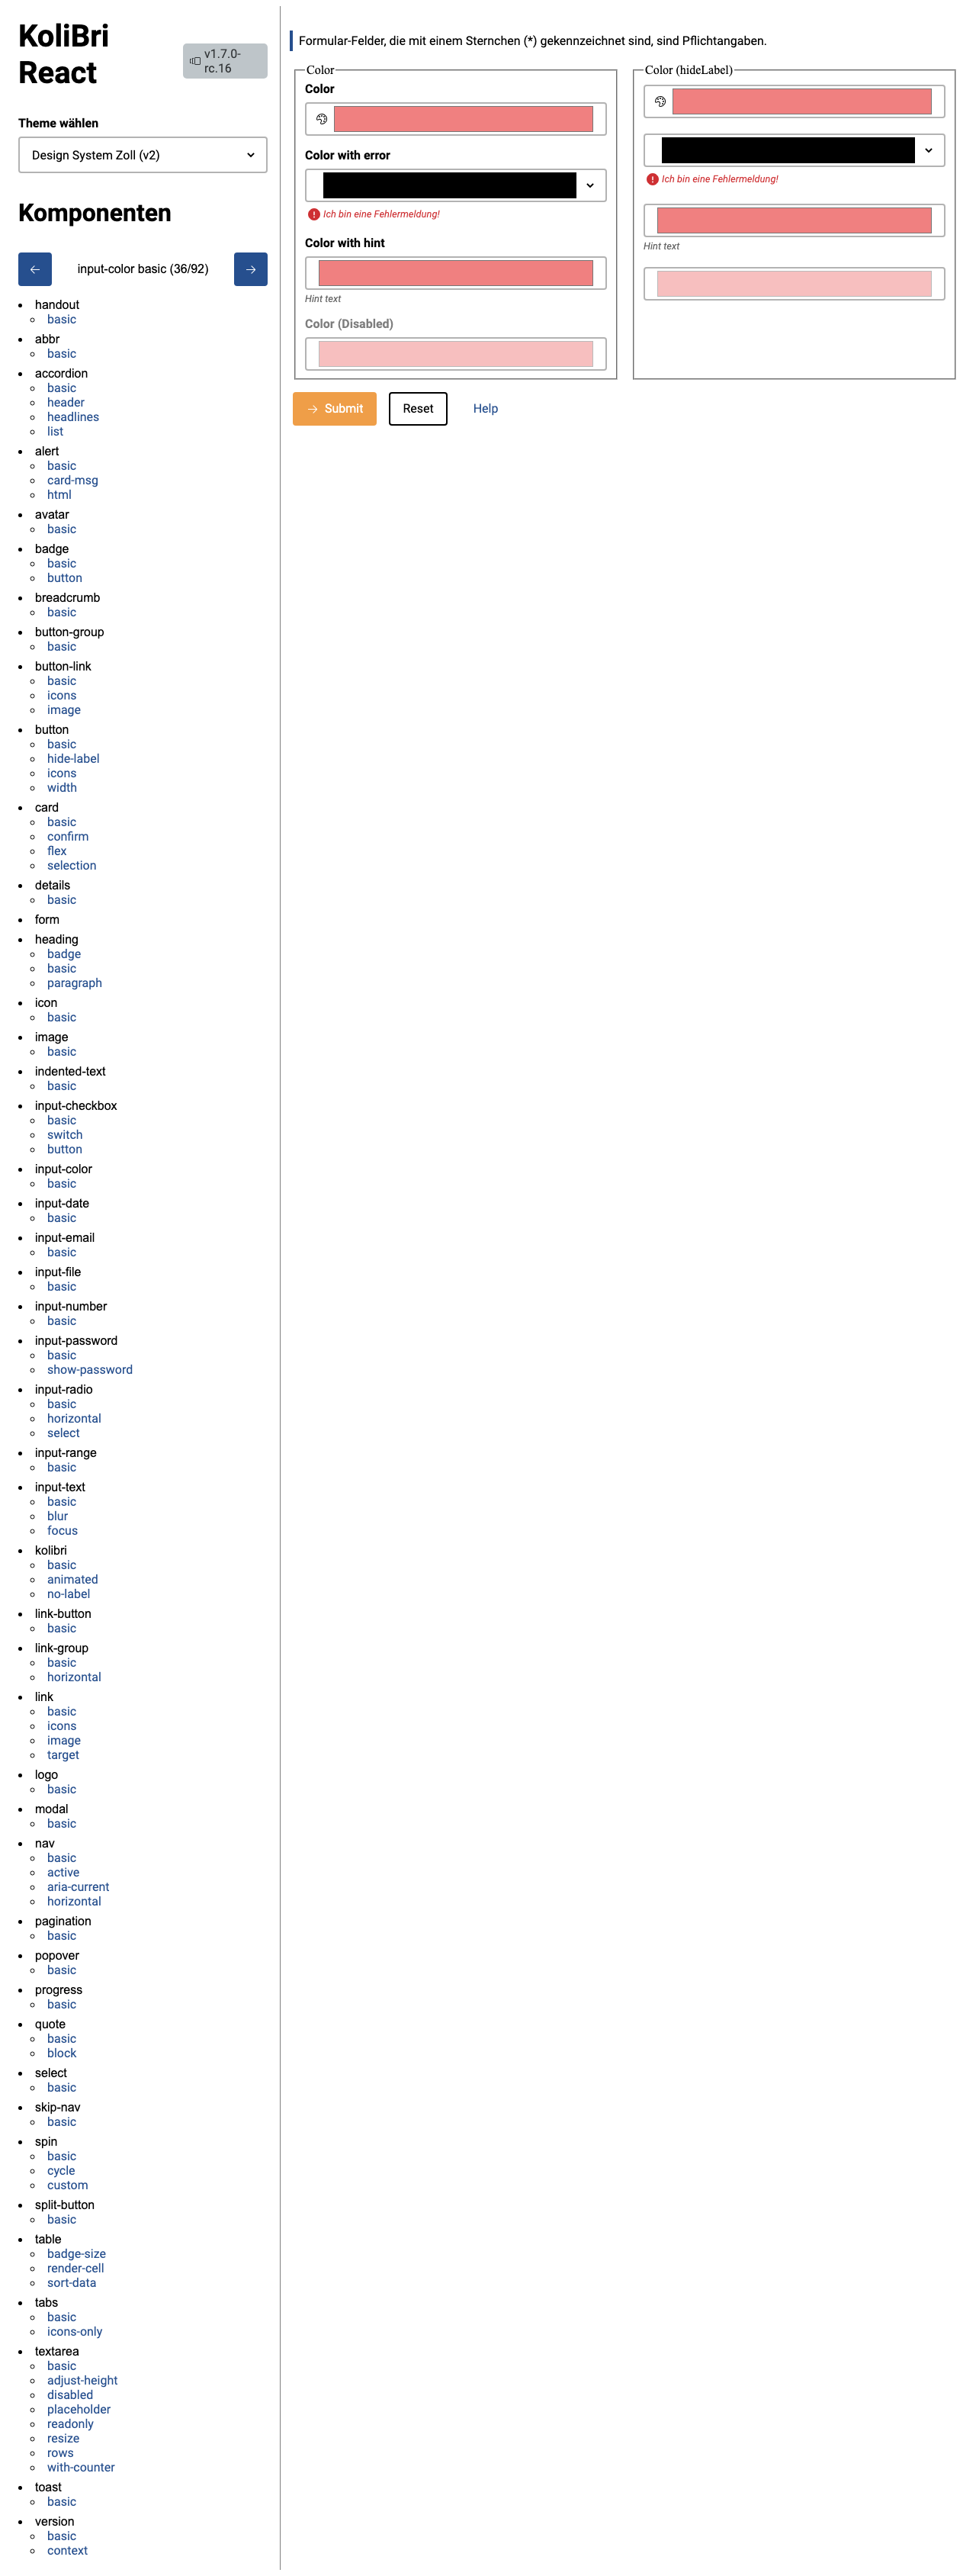 KoliBri
React
v1.7.0-
rc.16
Theme wählen
Design System Zoll (v2)
Komponenten
input-color basic (36/92)
handout
basic
abbr
basic
accordion
basic
header
headlines
list
alert
basic
card-msg
html
avatar
basic
badge
basic
button
breadcrumb
basic
button-group
basic
button-link
basic
icons
image
button
basic
hide-label
icons
width
card
basic
confirm
flex
selection
details
basic
form
heading
badge
basic
paragraph
icon
basic
image
basic
indented-text
basic
input-checkbox
basic
switch
button
input-color
basic
input-date
basic
input-email
basic
input-file
basic
input-number
basic
input-password
basic
show-password
input-radio
basic
horizontal
select
input-range
basic
input-text
basic
blur
focus
kolibri
basic
animated
no-label
link-button
basic
link-group
basic
horizontal
link
basic
icons
image
target
logo
basic
modal
basic
nav
basic
active
aria-current
horizontal
pagination
basic
popover
basic
progress
basic
quote
basic
block
select
basic
skip-nav
basic
spin
basic
cycle
custom
split-button
basic
table
badge-size
render-cell
sort-data
tabs
basic
icons-only
textarea
basic
adjust-height
disabled
placeholder
readonly
resize
rows
with-counter
toast
basic
version
basic
context
Formular-Felder, die mit einem Sternchen (*) gekennzeichnet sind, sind Pflichtangaben.
Color
Color
Color with error
Ich bin eine Fehlermeldung!
Color with hint
Hint text
Color (Disabled)
Color (hideLabel)
Ich bin eine Fehlermeldung!
Hint text
Submit
Reset
Help